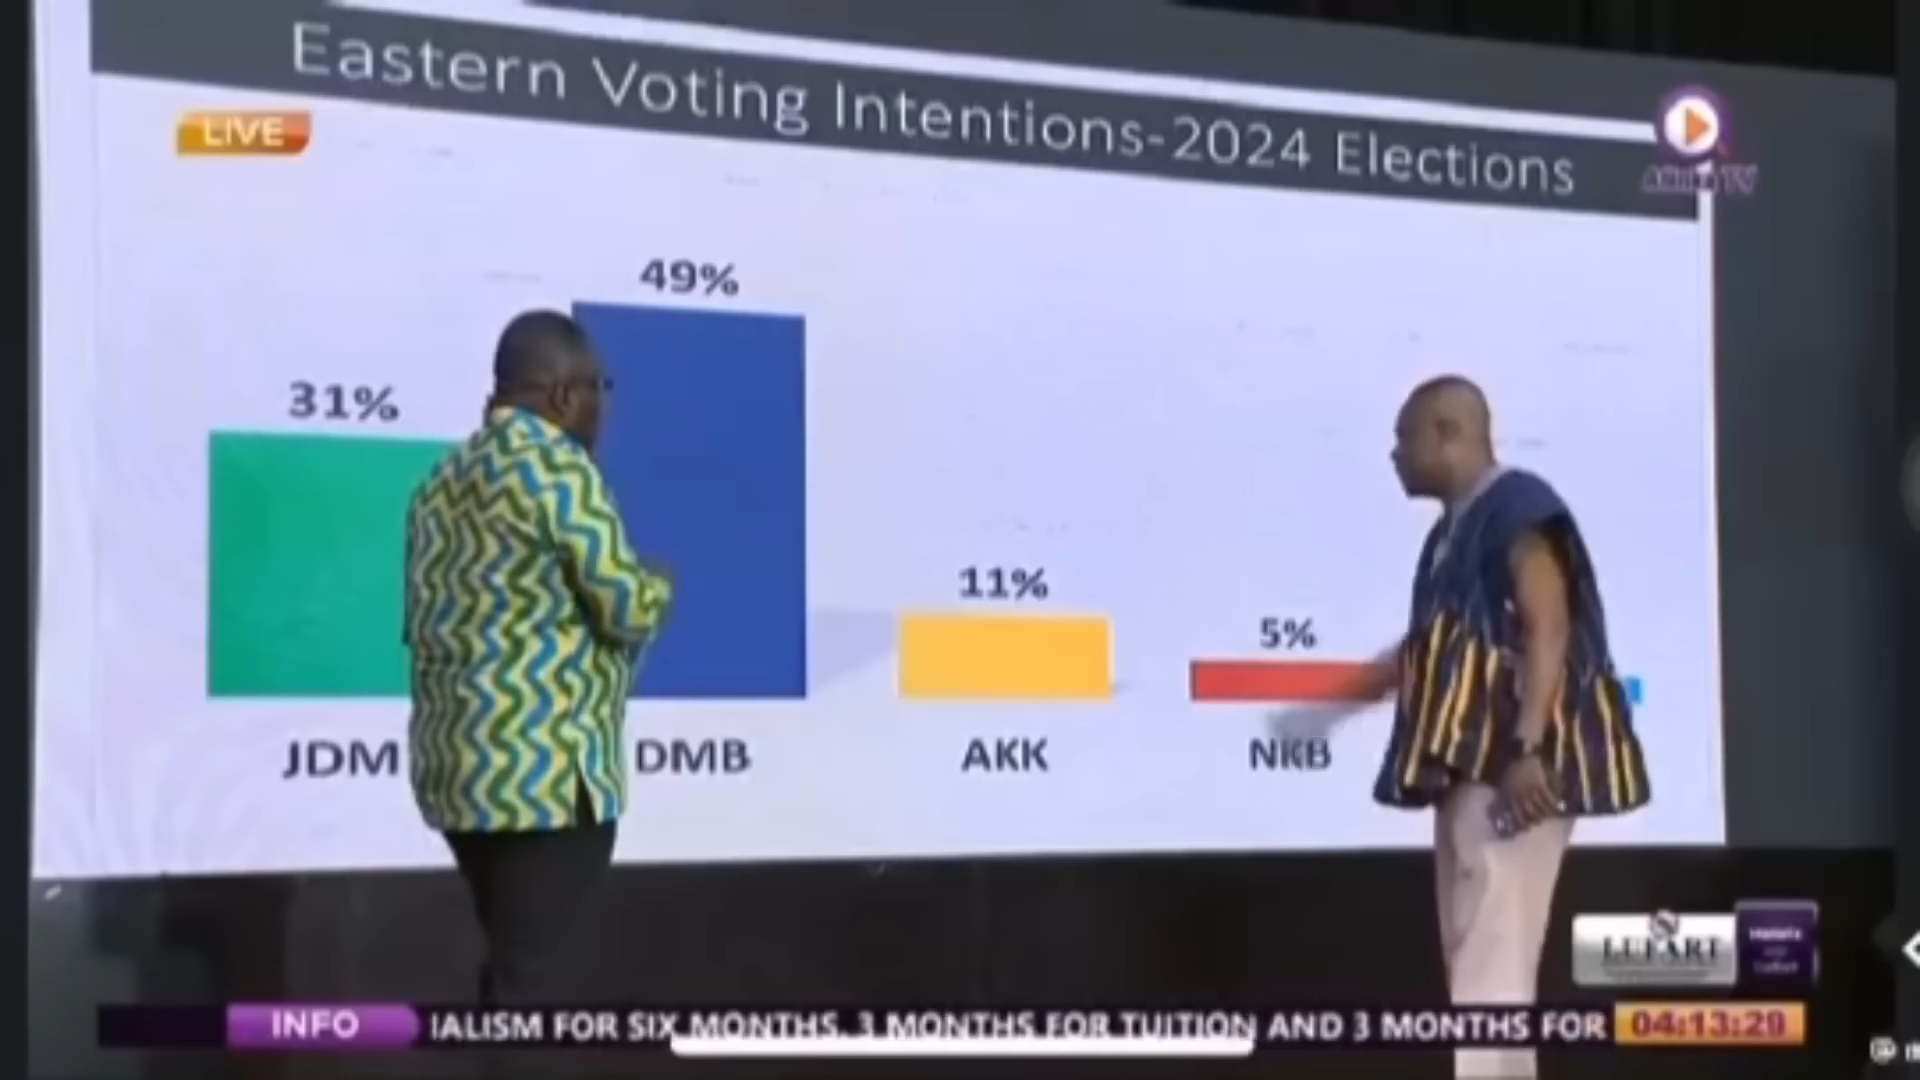 Eastern Voting Intentions-2024 Elections
LIVE
49%
31%
11%
5%
JDM
DMB
AKK
NKB
LUFART
INFO
IALISM FOR SIX MONTHS. 3 MONTHS FOR TUITION AND 3 MONTHS FOR
04:13:28